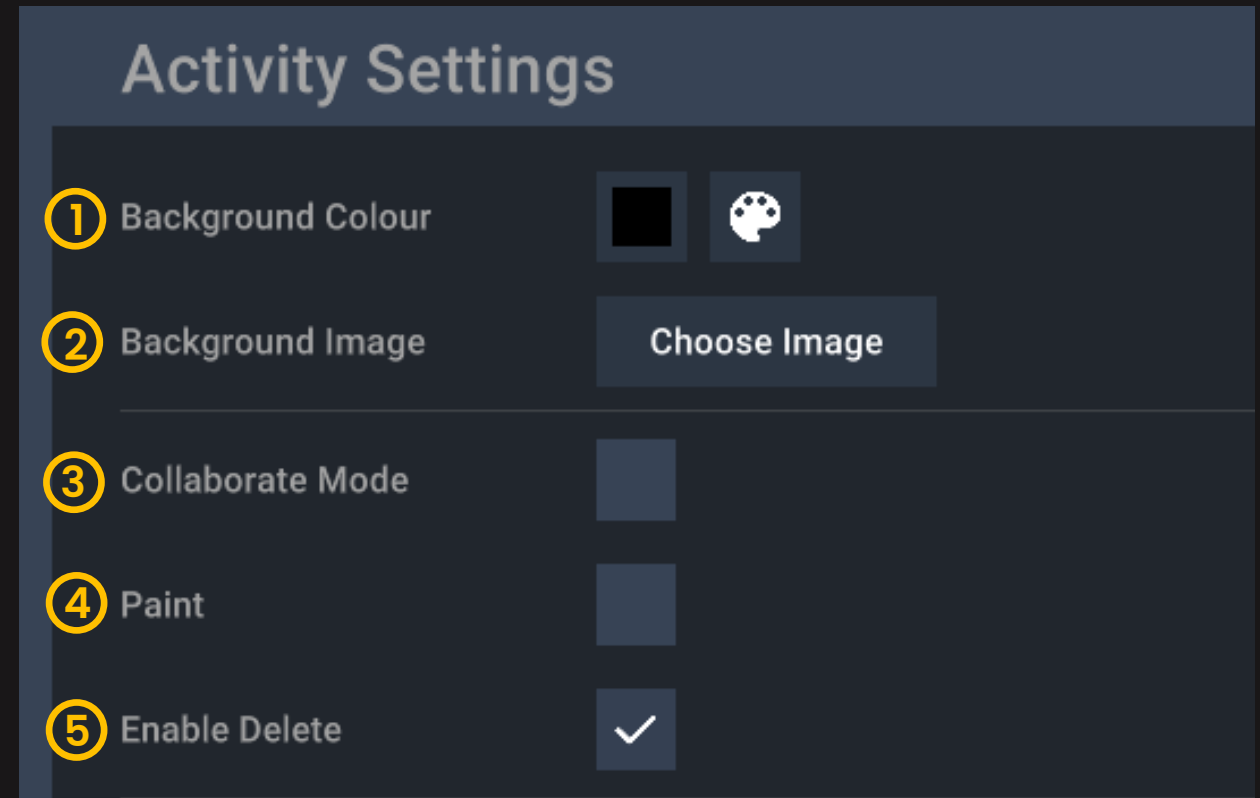 Activity Settings
1 Background Colour
2 Background Image Choose Image
3 Collaborate Mode
4 Paint
5 Enable Delete